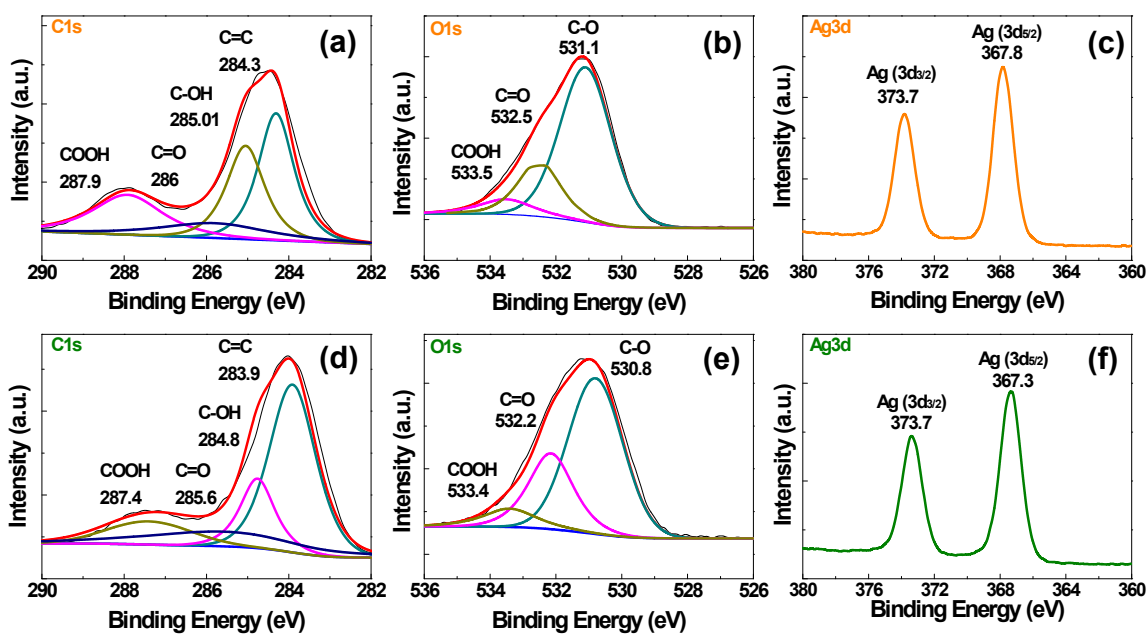 C1s
(a)
C=C
284.3
C-OH
285.01
COOH
287.9
C=O
286
Intensity (a.u.)
290 288 286 284 282
Binding Energy (eV)
O1s
(b)
C-O
531.1
C=O
532.5
COOH
533.5
Intensity (a.u.)
536 534 532 530 528 526
Binding Energy (eV)
Ag3d
(c)
Ag (3d5/2)
367.8
Ag (3d3/2)
373.7
Intensity (a.u.)
380 376 372 368 364 360
Binding Energy (eV)
C1s
(d)
C=C
283.9
C-OH
284.8
COOH
287.4
C=O
285.6
Intensity (a.u.)
290 288 286 284 282
Binding Energy (eV)
O1s
(e)
C-O
530.8
C=O
532.2
COOH
533.4
Intensity (a.u.)
536 534 532 530 528 526
Binding Energy (eV)
Ag3d
(f)
Ag (3d5/2)
367.3
Ag (3d3/2)
373.7
Intensity (a.u.)
380 376 372 368 364 360
Binding Energy (eV)